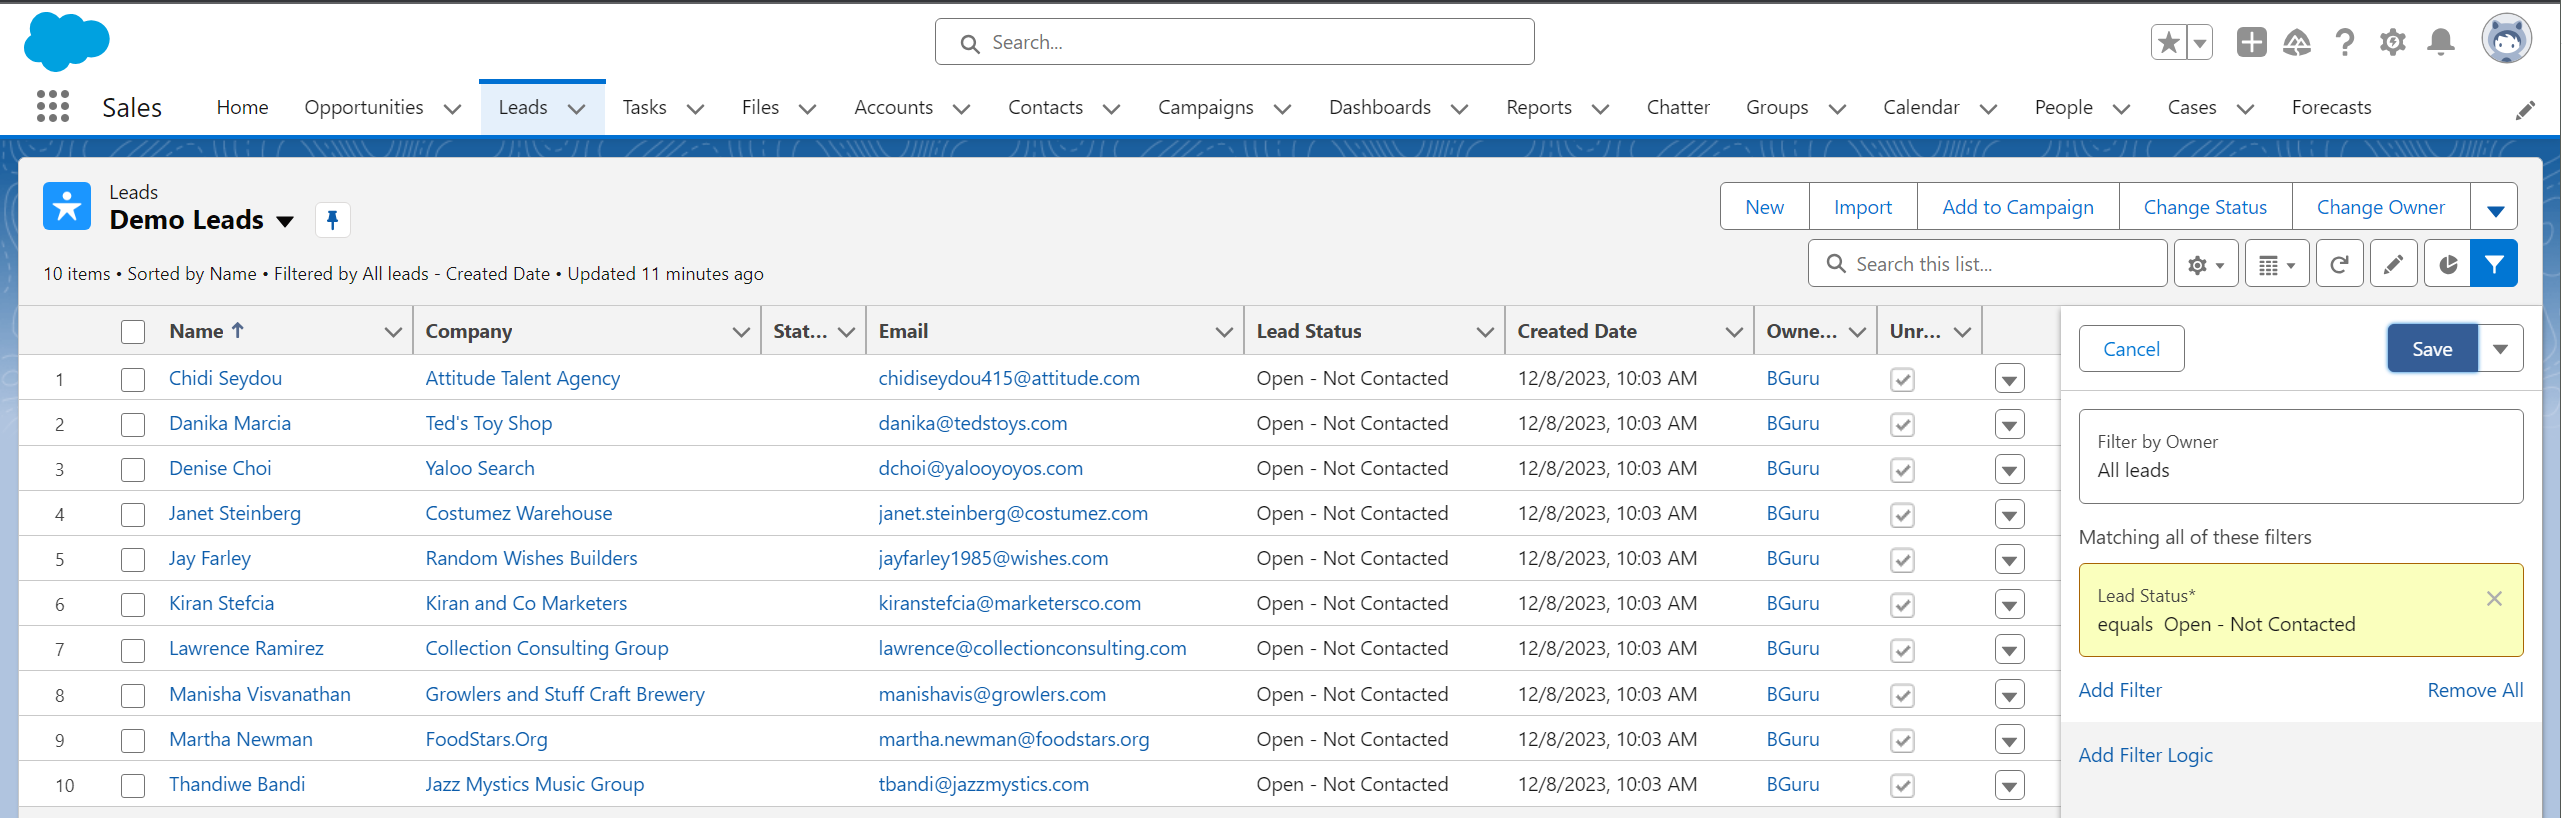 Search...
Sales Home Opportunities Leads Tasks Files Accounts Contacts Campaigns Dashboards Reports Chatter Groups Calendar People Cases Forecasts
Leads
Demo Leads
New Import Add to Campaign Change Status Change Owner
10 items • Sorted by Name • Filtered by All leads - Created Date • Updated 11 minutes ago
Search this list...
Name Company Stat... Email Lead Status Created Date Owne... Unr...
1 Chidi Seydou Attitude Talent Agency chidiseydou415@attitude.com Open - Not Contacted 12/8/2023, 10:03 AM BGuru
2 Danika Marcia Ted's Toy Shop danika@tedstoys.com Open - Not Contacted 12/8/2023, 10:03 AM BGuru
3 Denise Choi Yaloo Search dchoi@yalooyoyos.com Open - Not Contacted 12/8/2023, 10:03 AM BGuru
4 Janet Steinberg Costumez Warehouse janet.steinberg@costumez.com Open - Not Contacted 12/8/2023, 10:03 AM BGuru
5 Jay Farley Random Wishes Builders jayfarley1985@wishes.com Open - Not Contacted 12/8/2023, 10:03 AM BGuru
6 Kiran Stefcia Kiran and Co Marketers kiranstefcia@marketersco.com Open - Not Contacted 12/8/2023, 10:03 AM BGuru
7 Lawrence Ramirez Collection Consulting Group lawrence@collectionconsulting.com Open - Not Contacted 12/8/2023, 10:03 AM BGuru
8 Manisha Visvanathan Growlers and Stuff Craft Brewery manishavis@growlers.com Open - Not Contacted 12/8/2023, 10:03 AM BGuru
9 Martha Newman FoodStars.Org martha.newman@foodstars.org Open - Not Contacted 12/8/2023, 10:03 AM BGuru
10 Thandiwe Bandi Jazz Mystics Music Group tbandi@jazzmystics.com Open - Not Contacted 12/8/2023, 10:03 AM BGuru
Cancel Save
Filter by Owner
All leads
Matching all of these filters
Lead Status*
equals Open - Not Contacted
Add Filter Remove All
Add Filter Logic